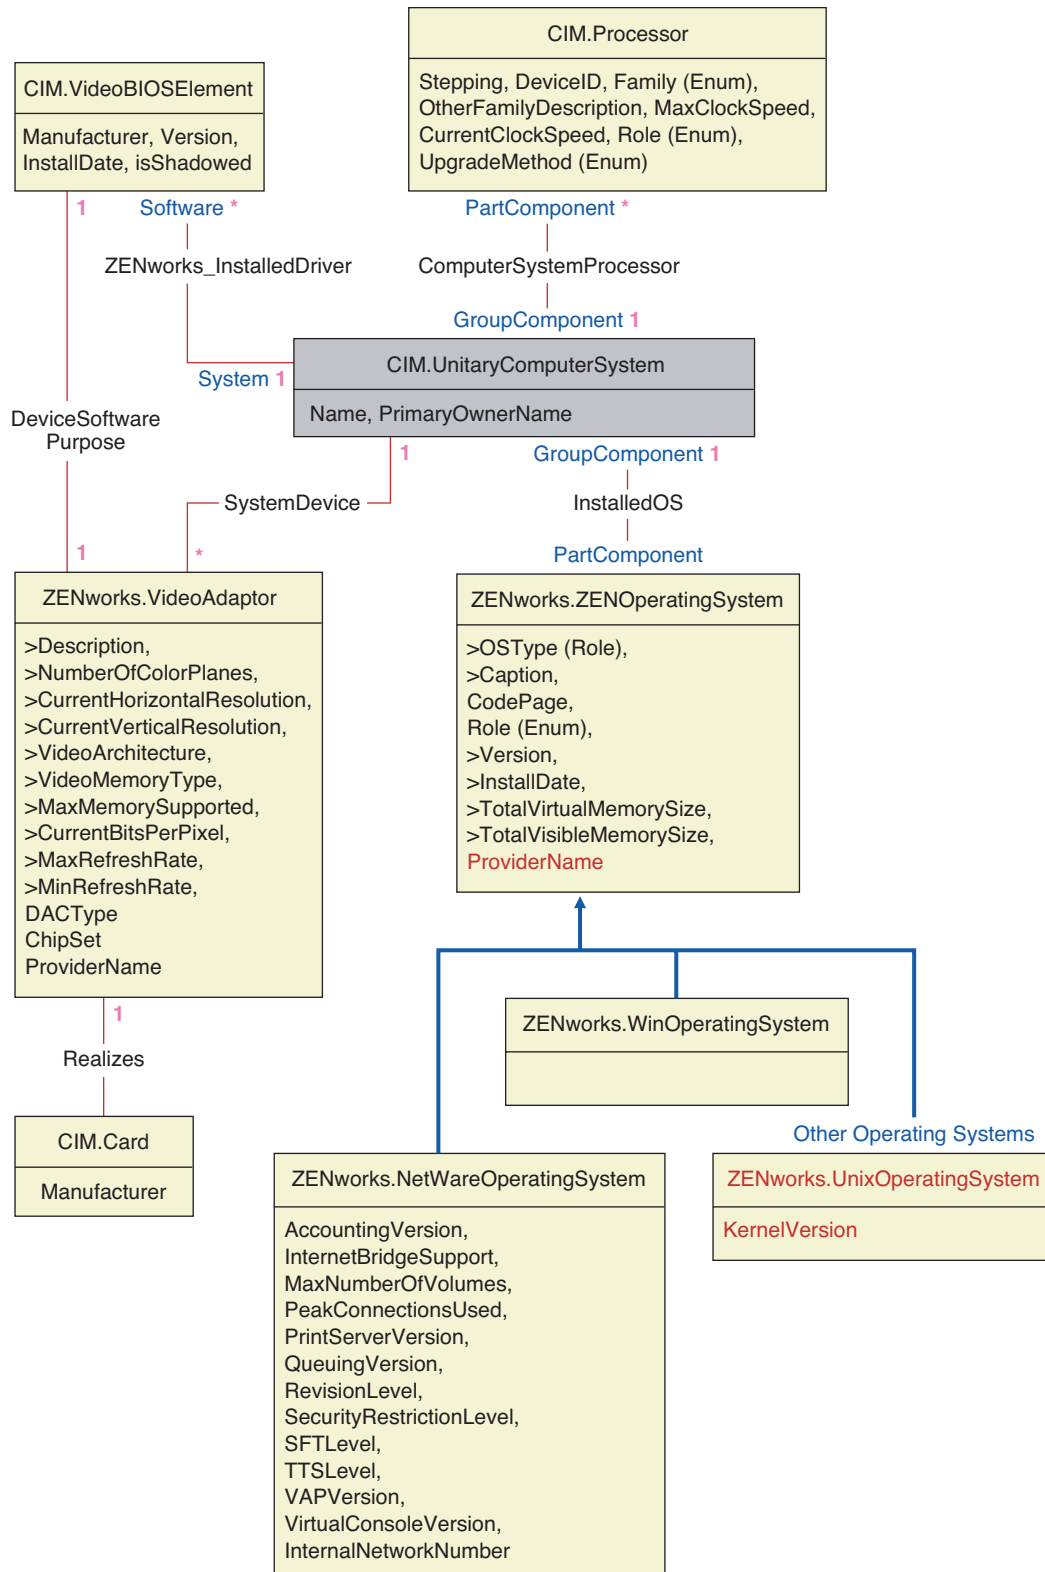 CIM.Processor
Stepping, DeviceID, Family (Enum),
OtherFamilyDescription, MaxClockSpeed,
CurrentClockSpeed, Role (Enum),
UpgradeMethod (Enum)
CIM.VideoBIOSElement
Manufacturer, Version,
InstallDate, isShadowed
1
Software *
PartComponent *
ZENworks_InstalledDriver
ComputerSystemProcessor
GroupComponent 1
System 1
CIM.UnitaryComputerSystem
Name, PrimaryOwnerName
DeviceSoftware
Purpose
1
GroupComponent 1
SystemDevice
InstalledOS
1
*
PartComponent
ZENworks.VideoAdaptor
>Description,
>NumberOfColorPlanes,
>CurrentHorizontalResolution,
>CurrentVerticalResolution,
>VideoArchitecture,
>VideoMemoryType,
>MaxMemorySupported,
>CurrentBitsPerPixel,
>MaxRefreshRate,
>MinRefreshRate,
DACType
ChipSet
ProviderName
ZENworks.ZENOperatingSystem
>OSType (Role),
>Caption,
CodePage,
Role (Enum),
>Version,
>InstallDate,
>TotalVirtualMemorySize,
>TotalVisibleMemorySize,
ProviderName
1
Realizes
CIM.Card
Manufacturer
ZENworks.WinOperatingSystem
Other Operating Systems
ZENworks.NetWareOperatingSystem
AccountingVersion,
InternetBridgeSupport,
MaxNumberOfVolumes,
PeakConnectionsUsed,
PrintServerVersion,
QueuingVersion,
RevisionLevel,
SecurityRestrictionLevel,
SFTLevel,
TTSLevel,
VAPVersion,
VirtualConsoleVersion,
InternalNetworkNumber
ZENworks.UnixOperatingSystem
KernelVersion